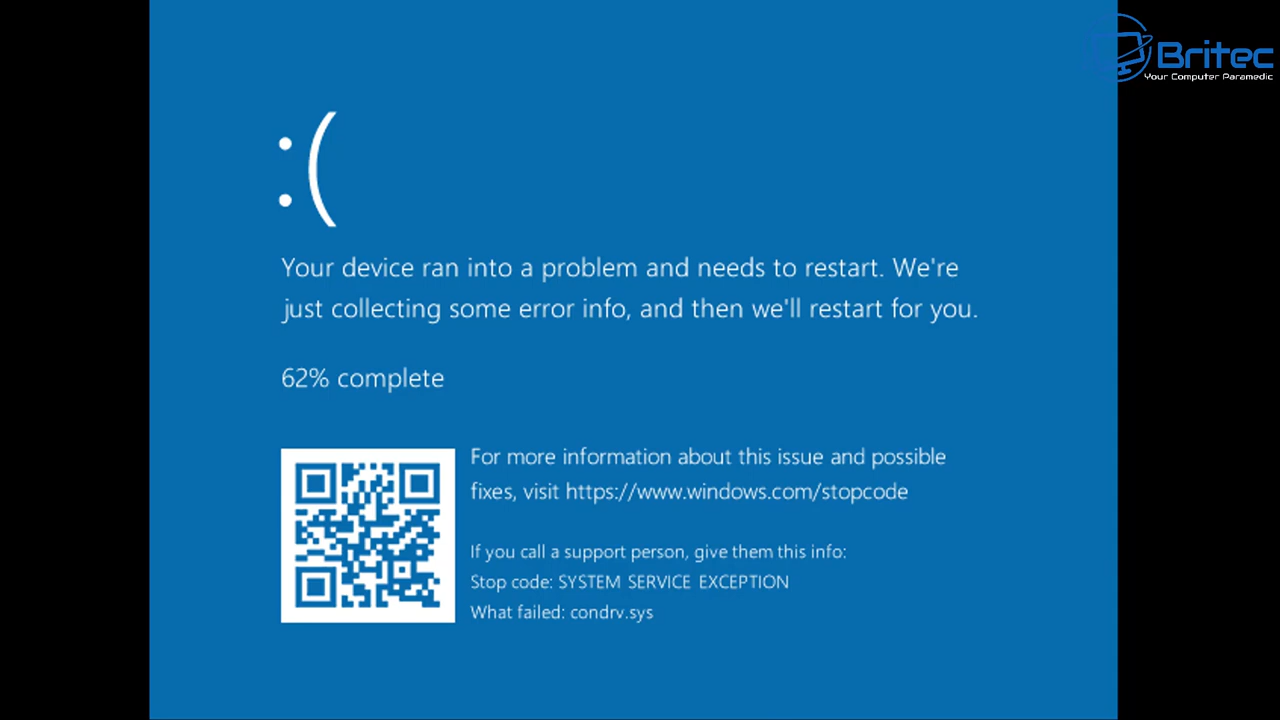 Britec
Your Computer Paramedic
:(
Your device ran into a problem and needs to restart. We're
just collecting some error info, and then we'll restart for you.
62% complete
For more information about this issue and possible
fixes, visit https://www.windows.com/stopcode
If you call a support person, give them this info:
Stop code: SYSTEM SERVICE EXCEPTION
What failed: condrv.sys